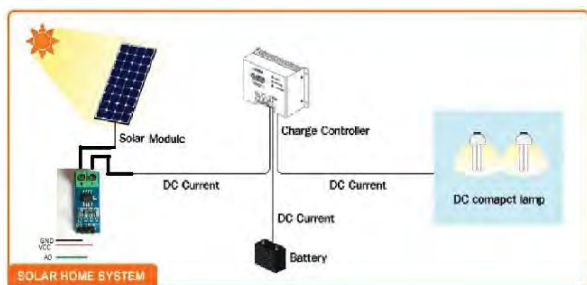 Solar Module
Charge Controller
DC Current
DC Current
DC comapct lamp
DC Current
GND
VCC
AO
Battery
SOLAR HOME SYSTEM